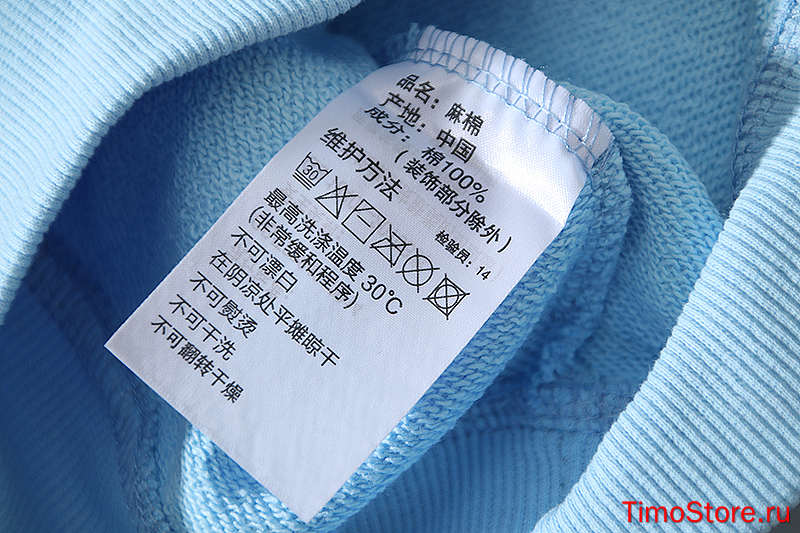 品名：麻棉
产地：中国
成分：棉100%
(装饰部分除外)
维护方法
检验员：14
30
最高洗涤温度 30℃
(非常缓和程序)
不可漂白
在阴凉处平摊晾干
不可熨烫
不可干洗
不可翻转干燥
TimoStore.ru